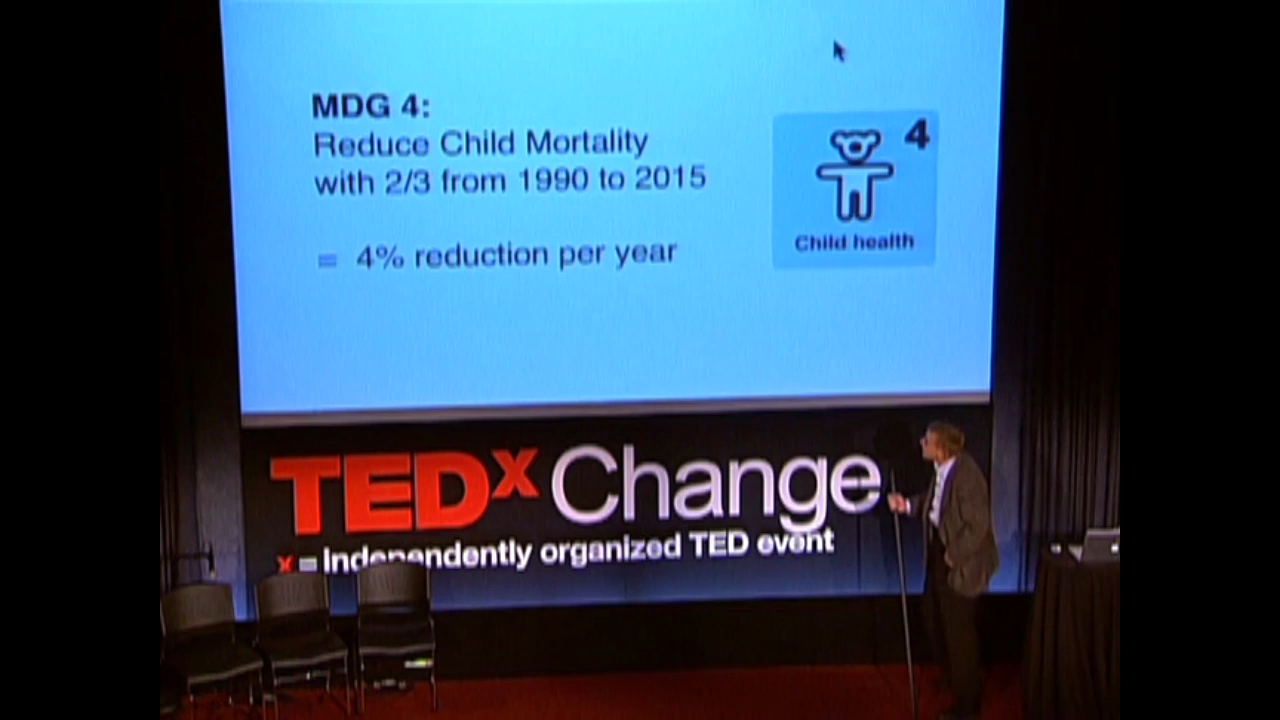 MDG 4:
Reduce Child Mortality
with 2/3 from 1990 to 2015
= 4% reduction per year
4
Child health
TEDx Change
x = Independently organized TED event